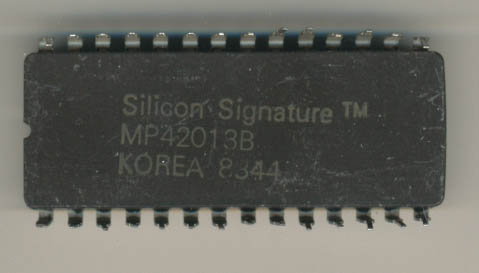 Silicon Signature ™
MP42013B
KOREA 8344